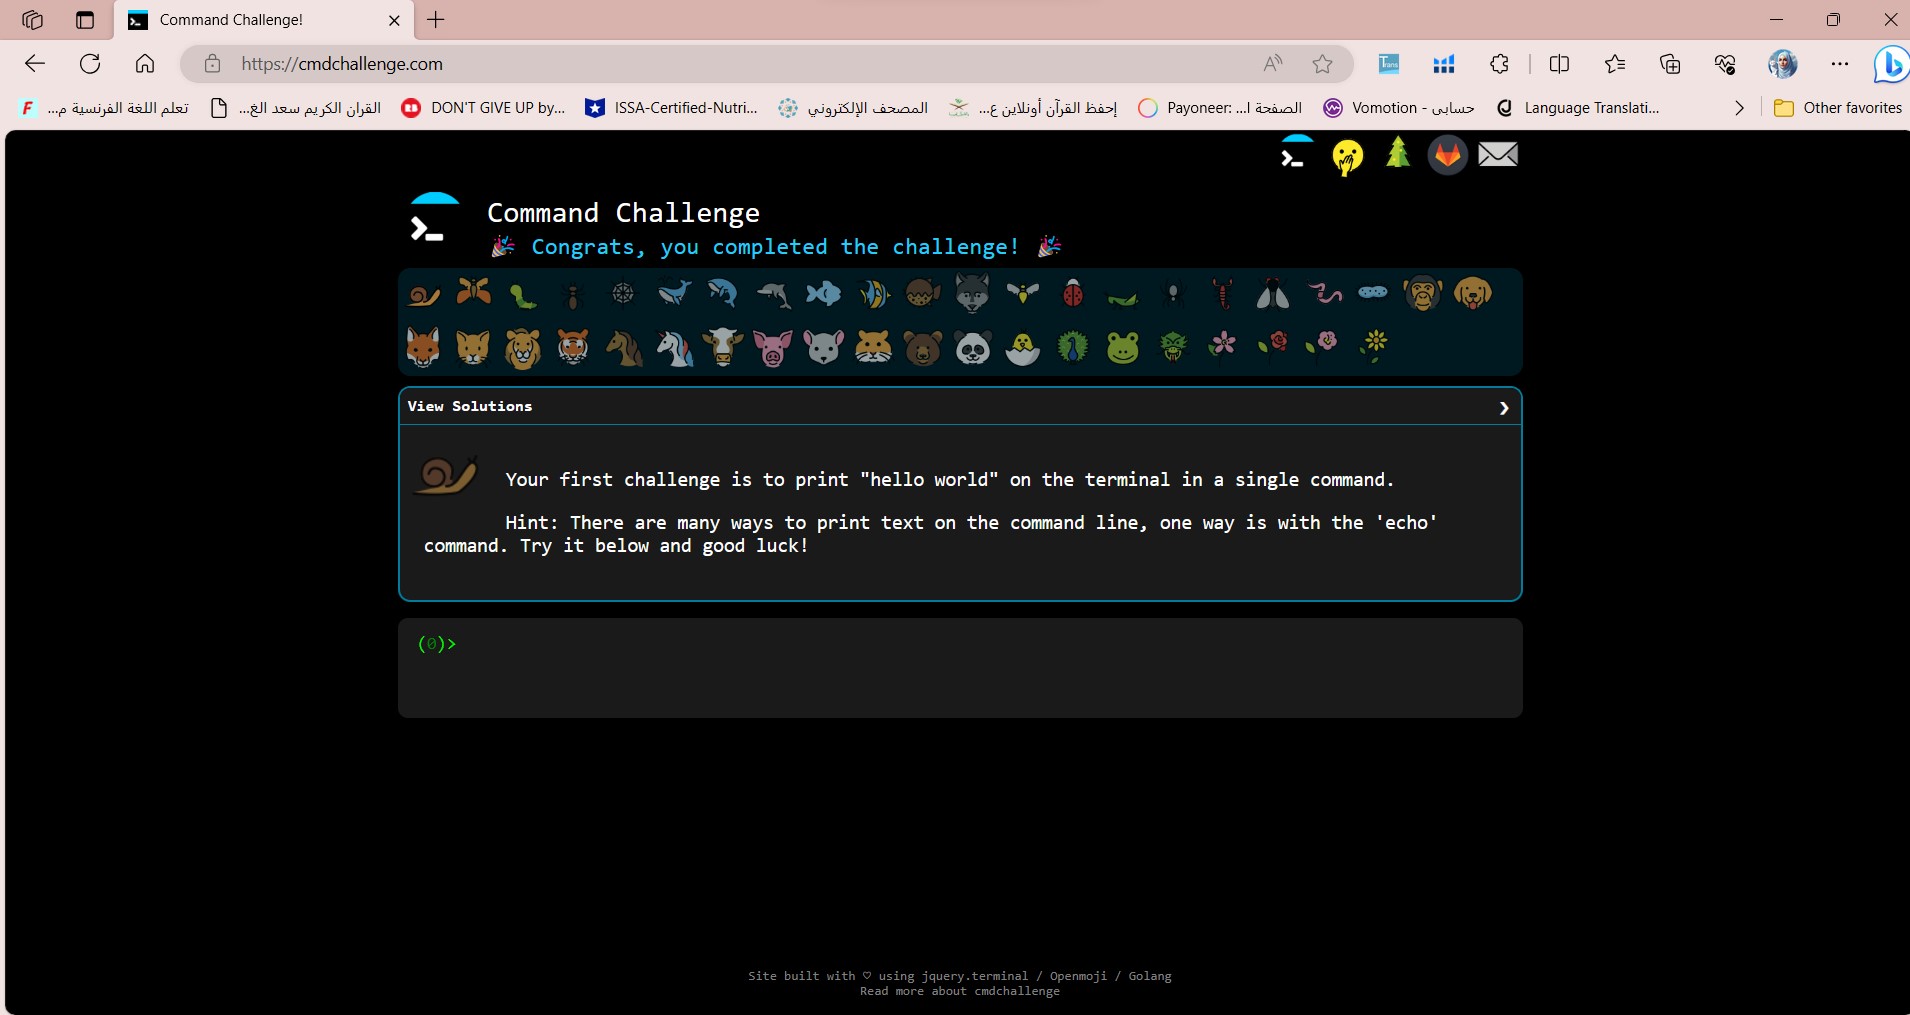 Command Challenge!
https://cmdchallenge.com
تعلم اللغة الفرنسية م...
القران الكريم سعد الغ...
DON'T GIVE UP by...
ISSA-Certified-Nutri...
المصحف الإلكتروني
إحفظ القرآن أونلاين ع...
Payoneer: الصفحة ا...
Vomotion - حسابى
Language Translati...
Other favorites
Command Challenge
Congrats, you completed the challenge!
View Solutions
Your first challenge is to print "hello world" on the terminal in a single command.
Hint: There are many ways to print text on the command line, one way is with the 'echo'
command. Try it below and good luck!
(0)>
Site built with ♡ using jquery.terminal / Openmoji / Golang
Read more about cmdchallenge